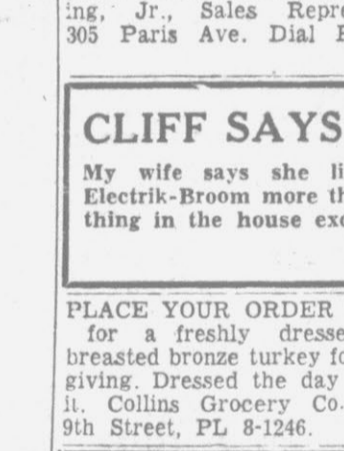 ing, Jr., Sales Repre
305 Paris Ave. Dial
CLIFF SAYS
My wife says she li
Electrik-Broom more th
thing in the house exc
PLACE YOUR ORDER
for a freshly dresse
breasted bronze turkey fo
giving. Dressed the day
it. Collins Grocery Co.
9th Street, PL 8-1246.